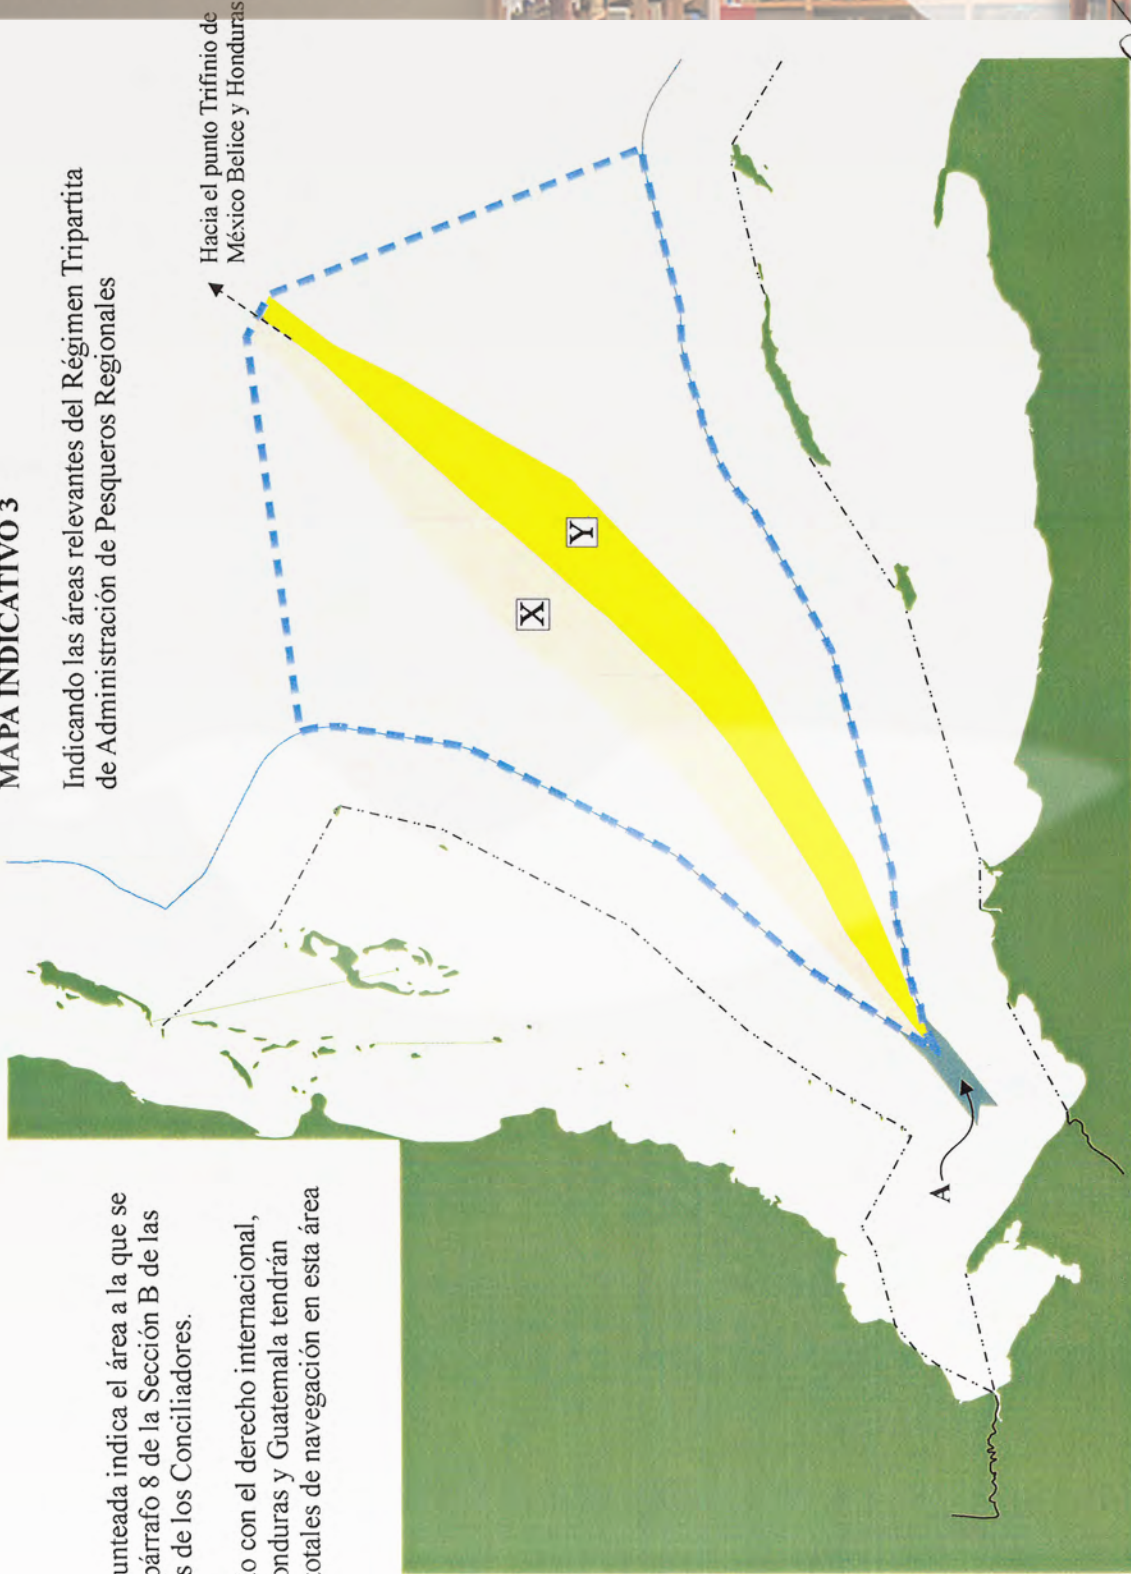 MAPA INDICATIVO 3
Indicando las áreas relevantes del Régimen Tripartita
de Administración de Pesqueros Regionales
Hacia el punto Trifinio de
México Belice y Honduras
X
Y
A
unteada indica el área a la que se
párrafo 8 de la Sección B de las
s de los Conciliadores.
o con el derecho internacional,
onduras y Guatemala tendrán
otales de navegación en esta área